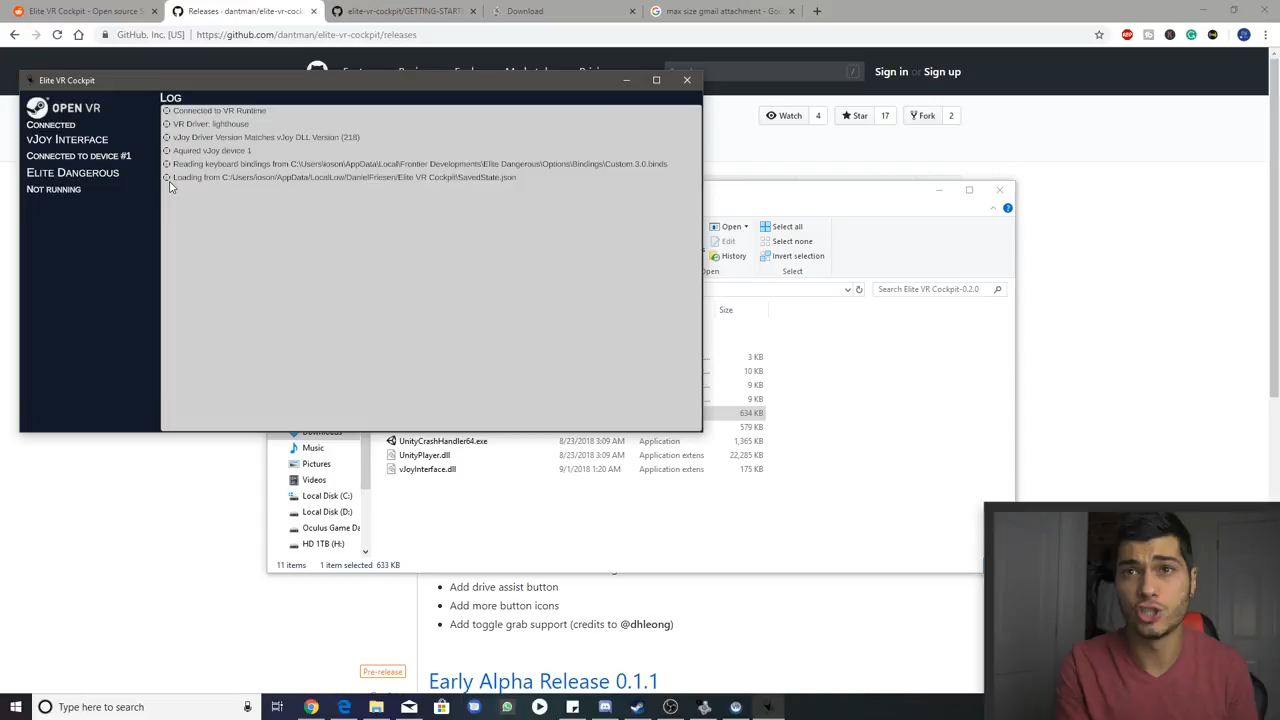 Elite VR Cockpit - Open source S
Releases · dantman/elite-vr-cock
elite-vr-cockpit/GETTING-START
Download
max size gmail attachment - Goo
GitHub, Inc. [US]
https://github.com/dantman/elite-vr-cockpit/releases
Sign in or Sign up
Watch 4
Star 17
Fork 2
Elite VR Cockpit
OPEN VR
CONNECTED
VJOY INTERFACE
CONNECTED TO DEVICE #1
ELITE DANGEROUS
NOT RUNNING
LOG
Connected to VR Runtime
VR Driver: lighthouse
vJoy Driver Version Matches vJoy DLL Version (218)
Aquired vJoy device 1
Reading keyboard bindings from C:\Users\ioson\AppData\Local\Frontier Developments\Elite Dangerous\Options\Bindings\Custom.3.0.binds
Loading from C:/Users/ioson/AppData/LocalLow/DanielFriesen/Elite VR Cockpit\SavedState.json
Open
Edit
History
Open
Select all
Select none
Invert selection
Select
Search Elite VR Cockpit-0.2.0
Size
3 KB
10 KB
9 KB
9 KB
634 KB
579 KB
UnityCrashHandler64.exe 8/23/2018 3:09 AM Application 1,365 KB
UnityPlayer.dll 8/23/2018 3:09 AM Application extens 22,285 KB
vJoyInterface.dll 9/1/2018 1:20 AM Application extens 175 KB
Music
Pictures
Videos
Local Disk (C:)
Local Disk (D:)
Oculus Game Da
HD 1TB (H:)
11 items 1 item selected 633 KB
Add drive assist button
Add more button icons
Add toggle grab support (credits to @dhleong)
Pre-release
Early Alpha Release 0.1.1
Type here to search